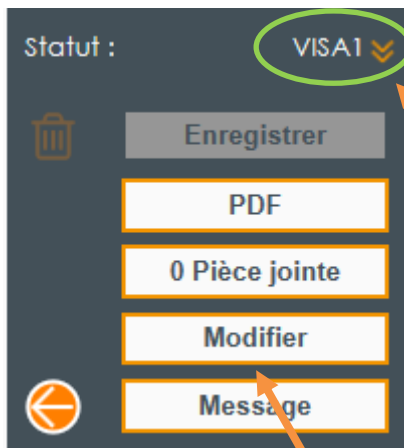 Statut : VISA1
Enregistrer
PDF
0 Pièce jointe
Modifier
Message